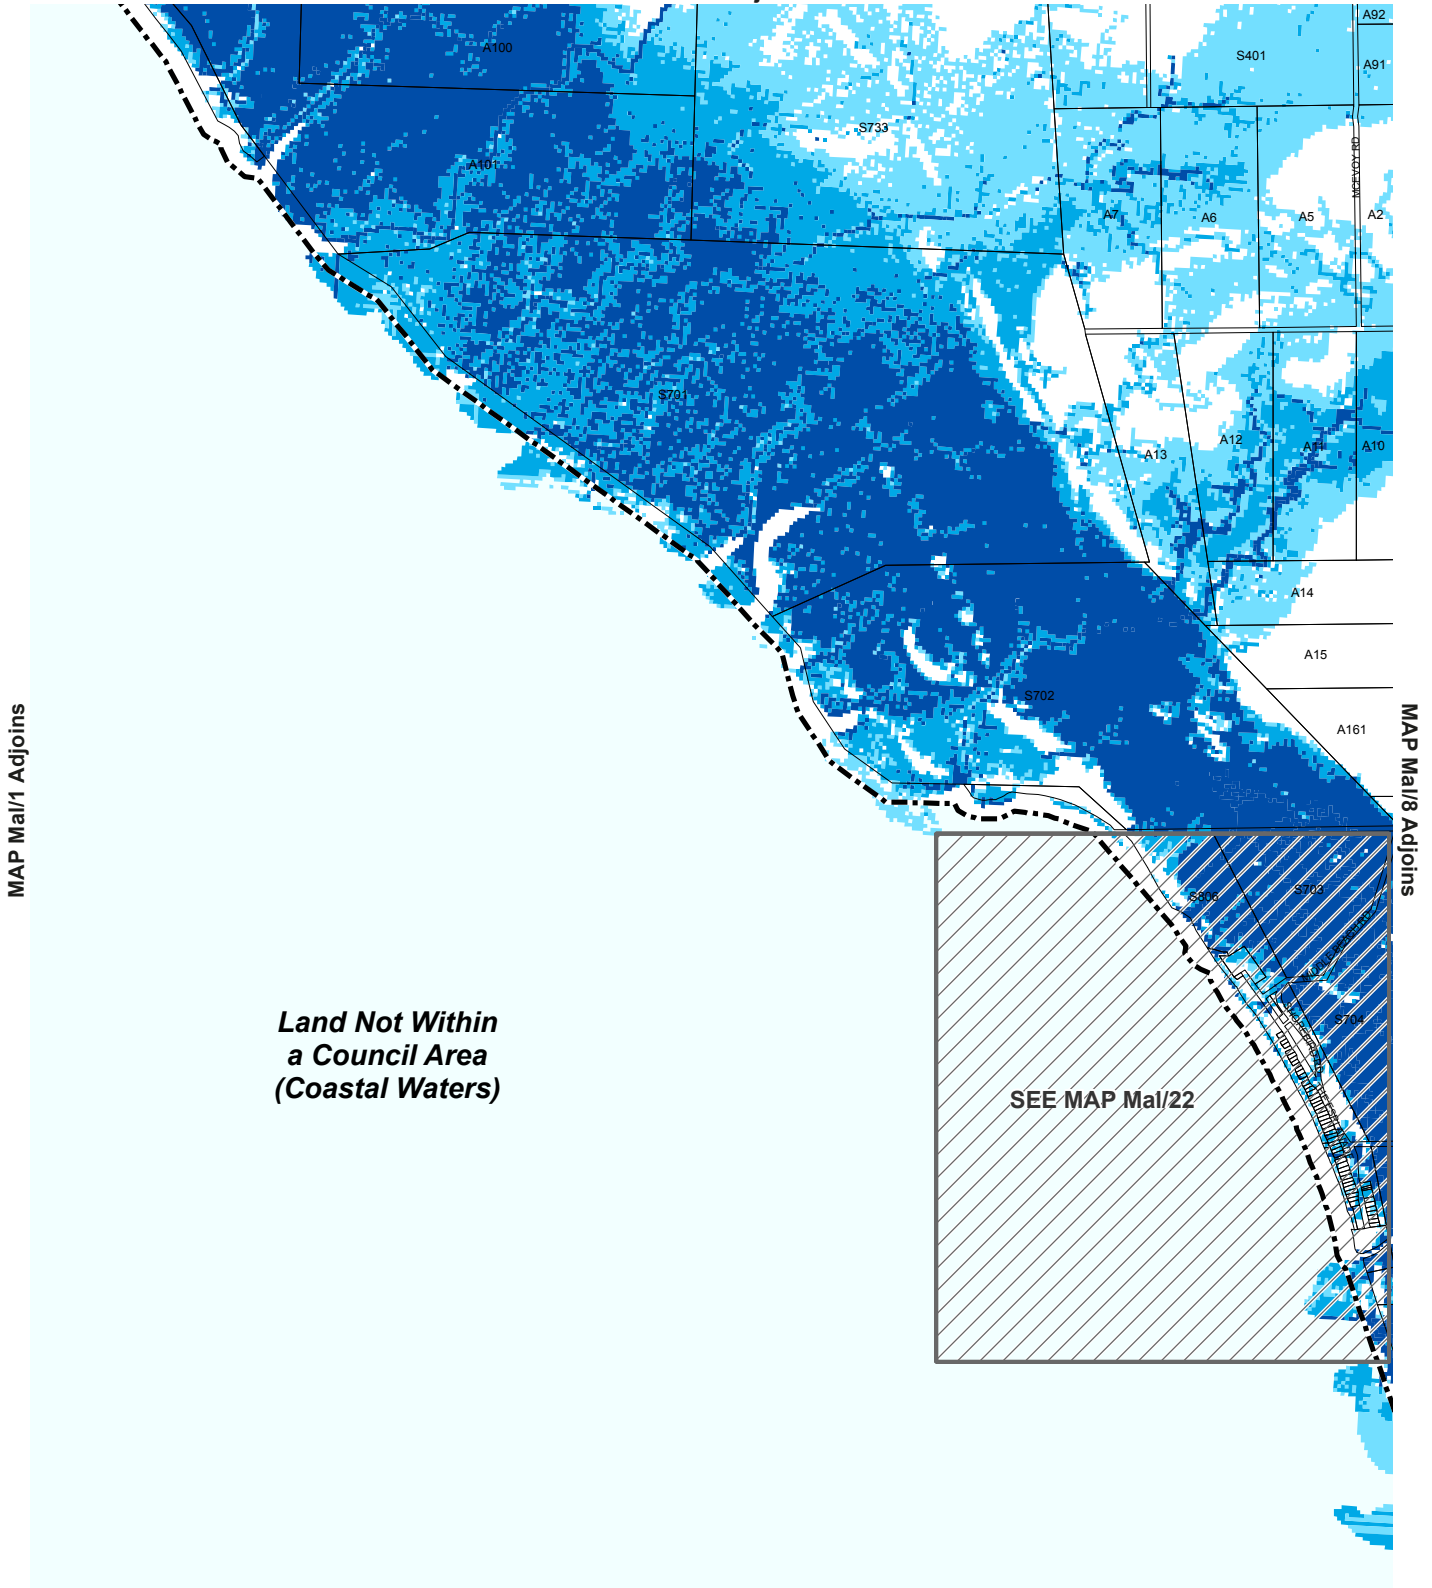 A92
A100
S401
A91
S733
MCEVOY RD
A101
A7
A6
A5
A2
S701
A12
A11
A10
A13
A14
A15
S702
A161
MAP Mal/1 Adjoins
MAP Mal/8 Adjoins
S703
S806
S704
Land Not Within
a Council Area
(Coastal Waters)
SEE MAP Mal/22